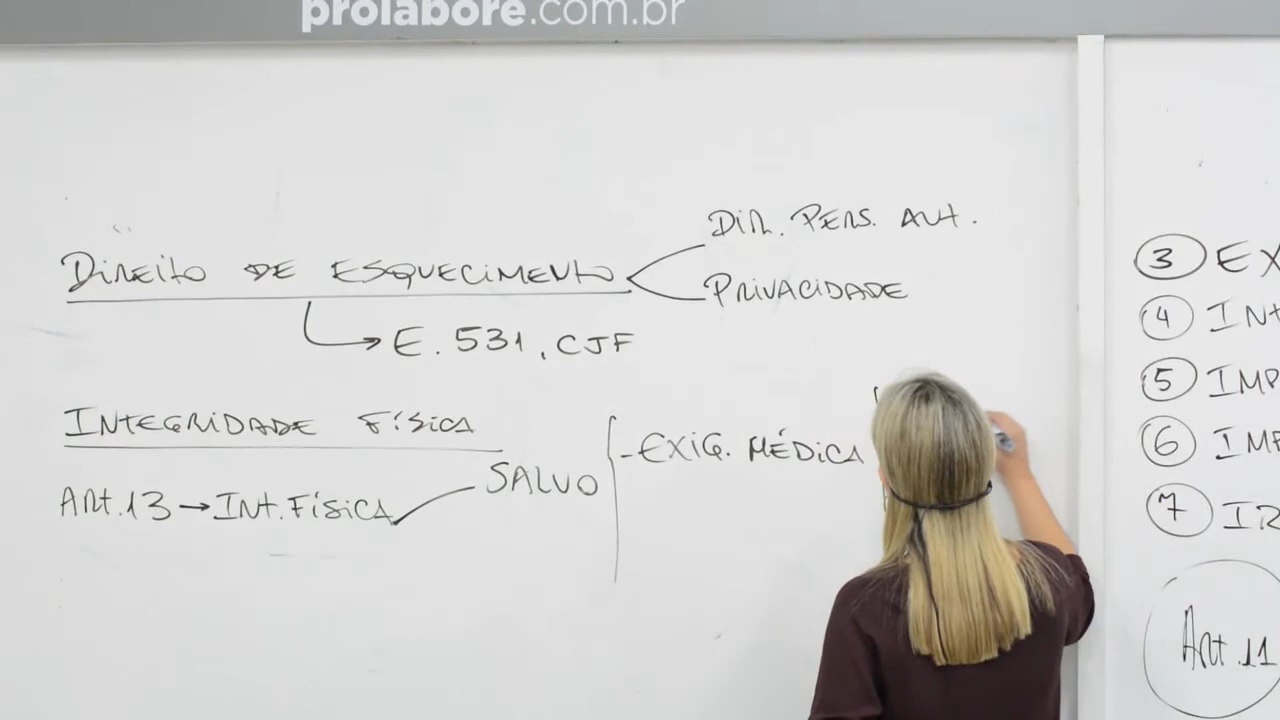 prolabore.com.br
DIREITO DE ESQUECIMENTO
DIR. PERS. AUT.
PRIVACIDADE
E. 531, CJF
INTEGRIDADE FÍSICA
ART.13 → INT. FÍSICA
SALVO
- EXIG. MÉDICA
3 EX
4 INT
5 IMP
6 IMP
7 IR
Art. 11